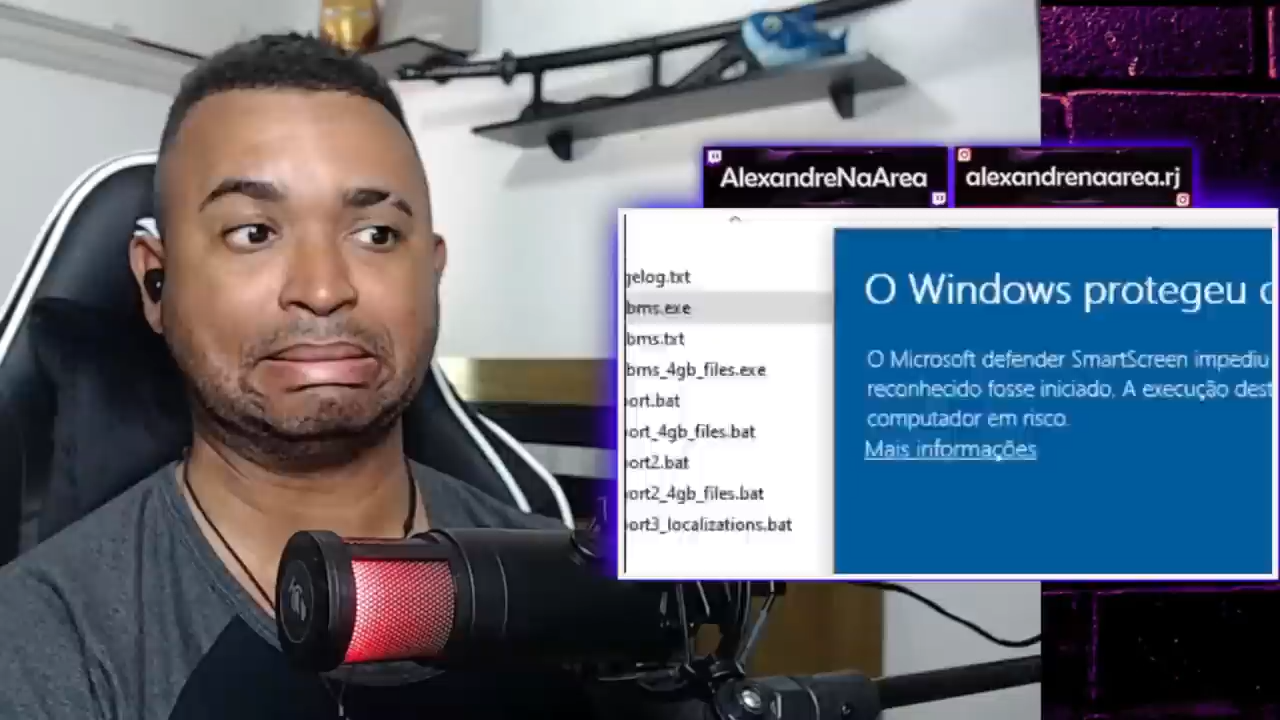 AlexandreNaArea
alexandrenaarea.rj
gelog.txt
bms.exe
bms.txt
bms_4gb_files.exe
ort.bat
ort_4gb_files.bat
ort2.bat
ort2_4gb_files.bat
ort3_localizations.bat
O Windows protegeu
O Microsoft defender SmartScreen impediu
reconhecido fosse iniciado. A execução dest
computador em risco.
Mais informações